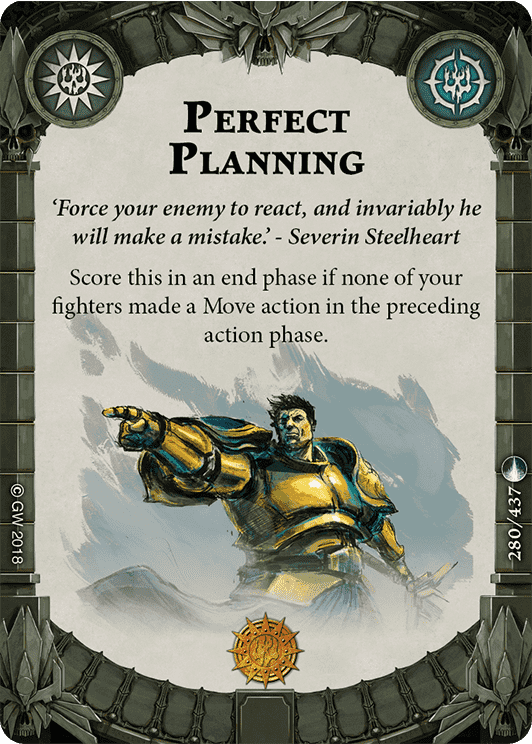 Perfect
Planning
‘Force your enemy to react, and invariably he
will make a mistake.’ - Severin Steelheart
Score this in an end phase if none of your
fighters made a Move action in the preceding
action phase.
© GW 2018
280/437